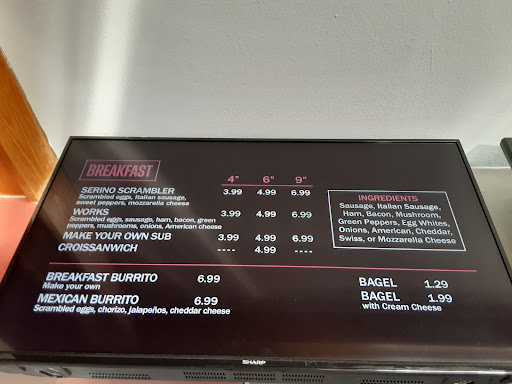 BREAKFAST
4" 6" 9"
SERINO SCRAMBLER 3.99 4.99 6.99
Scrambled eggs, Italian sausage,
sweet peppers, mozzarella cheese
WORKS 3.99 4.99 6.99
Scrambled eggs, sausage, ham, bacon, green
peppers, mushrooms, onions, American cheese
MAKE YOUR OWN SUB 3.99 4.99 6.99
CROISSANWICH ---- 4.99 ----
INGREDIENTS
Sausage, Italian Sausage,
Ham, Bacon, Mushroom,
Green Peppers, Egg Whites,
Onions, American, Cheddar,
Swiss, or Mozzarella Cheese
BREAKFAST BURRITO 6.99
Make your own
MEXICAN BURRITO 6.99
Scrambled eggs, chorizo, jalapeños, cheddar cheese
BAGEL 1.29
BAGEL 1.99
with Cream Cheese
SHARP